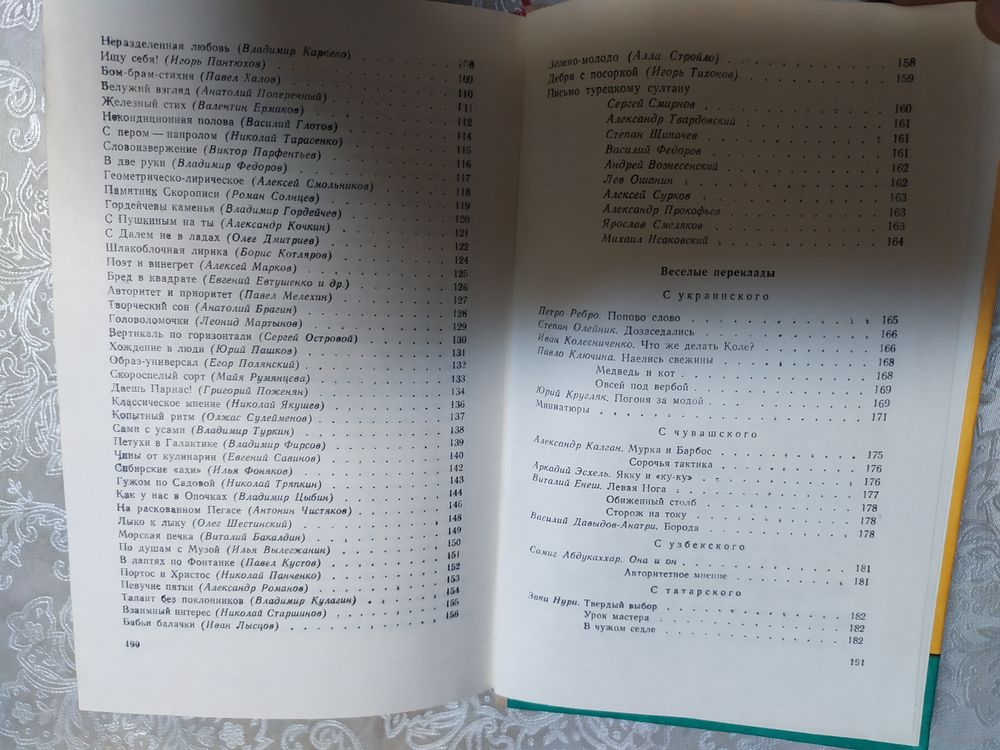 Неразделенная любовь (Владимир Карпеко)
Ищу себя! (Игорь Пантюхов) 108
Бом-брам-стихия (Павел Халов) 109
Велужий взгляд (Анатолий Поперечный) 110
Железный стих (Валентин Ермаков) 111
Некондиционная полова (Василий Глотов) 112
С пером — напролом (Николай Тарасенко) 114
Словоизвержение (Виктор Парфентьев) 115
В две руки (Владимир Федоров) 116
Геометрическо-лирическое (Алексей Смольников) 117
Памятник Скорописи (Роман Солнцев) 118
Гордейчевы каменья (Владимир Гордейчев) 119
С Пушкиным на ты (Александр Кочкин) 120
С Далем не в ладах (Олег Дмитриев) 121
Шлакоблочная лирика (Борис Котляров) 122
Поэт и винегрет (Алексей Марков) 124
Бред в квадрате (Евгений Евтушенко и др.) 125
Авторитет и приоритет (Павел Мелехин) 126
Творческий сон (Анатолий Брагин) 127
Головоломочки (Леонид Мартынов) 128
Вертикаль по горизонтали (Сергей Островой) 129
Хождение в люди (Юрий Пашков) 130
Образ-универсал (Егор Полянский) 131
Скороспелый сорт (Майя Румянцева) 132
Даешь Парнас! (Григорий Поженян) 133
Классическое мнение (Николай Якушев) 134
Копытный ритм (Олжас Сулейменов) 136
Сами с усами (Владимир Туркин) 137
Петухи в Галактике (Владимир Фирсов) 138
Чины от кулинарии (Евгений Савинов) 139
Сибирские «ахи» (Илья Фоняков) 140
Гужом по Садовой (Николай Тряпкин) 142
Как у нас в Опочках (Владимир Цыбин) 143
На раскованном Пегасе (Антонин Чистяков) 144
Лыко к лыку (Олег Шестинский) 146
Морская печка (Виталий Бакалдин) 148
По душам с Музой (Илья Вылегжанин) 149
В лаптях по Фонтанке (Павел Кустов) 150
Портос и Христос (Николай Панченко) 151
Певучие пятки (Александр Романов) 152
Талант без поклонников (Владимир Кулагин) 153
Взаимный интерес (Николай Старшинов) 154
Бабьи балачки (Иван Лысцов) 155
156
190
Зелено-молодо (Алла Стройло) 158
Дебри с посоркой (Игорь Тихонов) 159
Письмо турецкому султану
Сергей Смирнов 160
Александр Твардовский 161
Степан Щипачев 161
Василий Федоров 161
Андрей Вознесенский 162
Лев Ошанин 162
Алексей Сурков 163
Александр Прокофьев 163
Ярослав Смеляков 163
Михаил Исаковский 164
Веселые переклады
С украинского
Петро Ребро. Попово слово 165
Степан Олейник. Дозаседались 166
Иван Колесниченко. Что же делать Коле? 166
Павло Ключина. Наелись свежины 168
Медведь и кот 168
Овсей под вербой 169
Юрий Кругляк. Погоня за модой 169
Миниатюры 171
С чувашского
Александр Калган. Мурка и Барбос 175
Сорочья тактика 176
Аркадий Эсхель. Якку и «ку-ку» 176
Виталий Енеш. Левая Нога 177
Обиженный столб 178
Сторож на току 178
Василий Давыдов-Анатри. Борода 178
С узбекского
Самиг Абдукаххар. Она и он 181
Авторитетное мнение 181
С татарского
Заки Нури. Твердый выбор 182
Урок мастера 182
В чужом седле 182
191